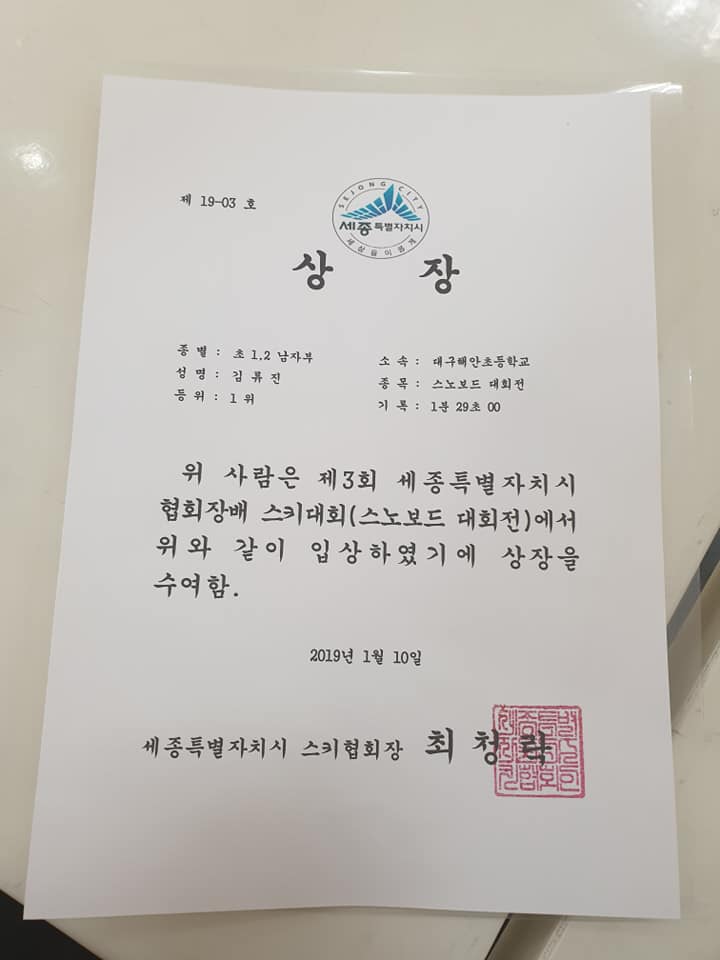 제 19-03 호
SEJONG CITY
세종특별자치시
세상을이롭게
상 장
종 별 : 초 1,2 남자부
성 명 : 김 류 진
등 위 : 1 위
소 속 : 대구해안초등학교
종 목 : 스노보드 대회전
기 록 : 1분 29초 00
위 사람은 제3회 세종특별자치시
협회장배 스키대회(스노보드 대회전)에서
위와 같이 입상하였기에 상장을
수여함.
2019년 1월 10일
세종특별자치시 스키협회장 최 청 락